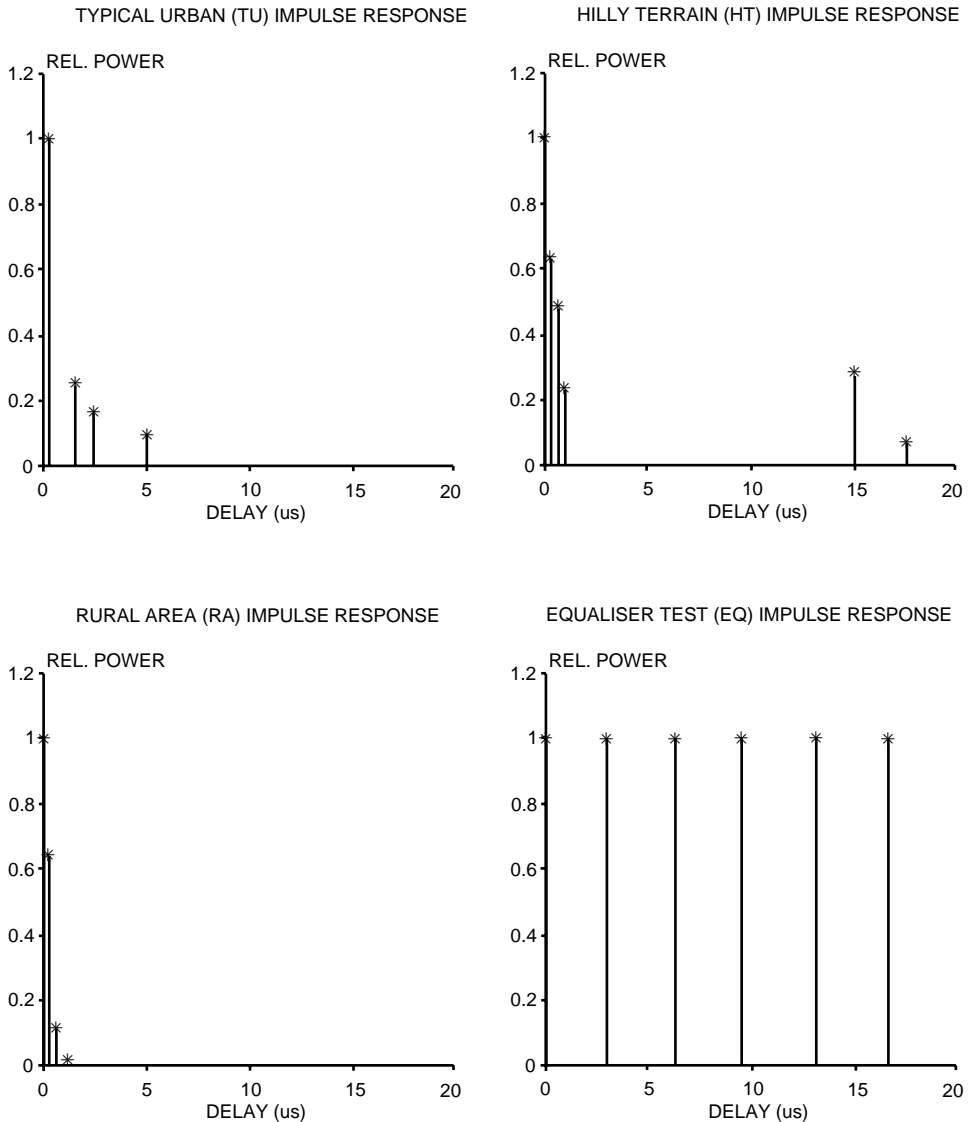 TYPICAL URBAN (TU) IMPULSE RESPONSE
REL. POWER
1.2
1
0.8
0.6
0.4
0.2
0
0 5 10 15 20
DELAY (us)
HILLY TERRAIN (HT) IMPULSE RESPONSE
REL. POWER
1.2
1
0.8
0.6
0.4
0.2
0
0 5 10 15 20
DELAY (us)
RURAL AREA (RA) IMPULSE RESPONSE
REL. POWER
1.2
1
0.8
0.6
0.4
0.2
0
0 5 10 15 20
DELAY (us)
EQUALISER TEST (EQ) IMPULSE RESPONSE
REL. POWER
1.2
1
0.8
0.6
0.4
0.2
0
0 5 10 15 20
DELAY (us)